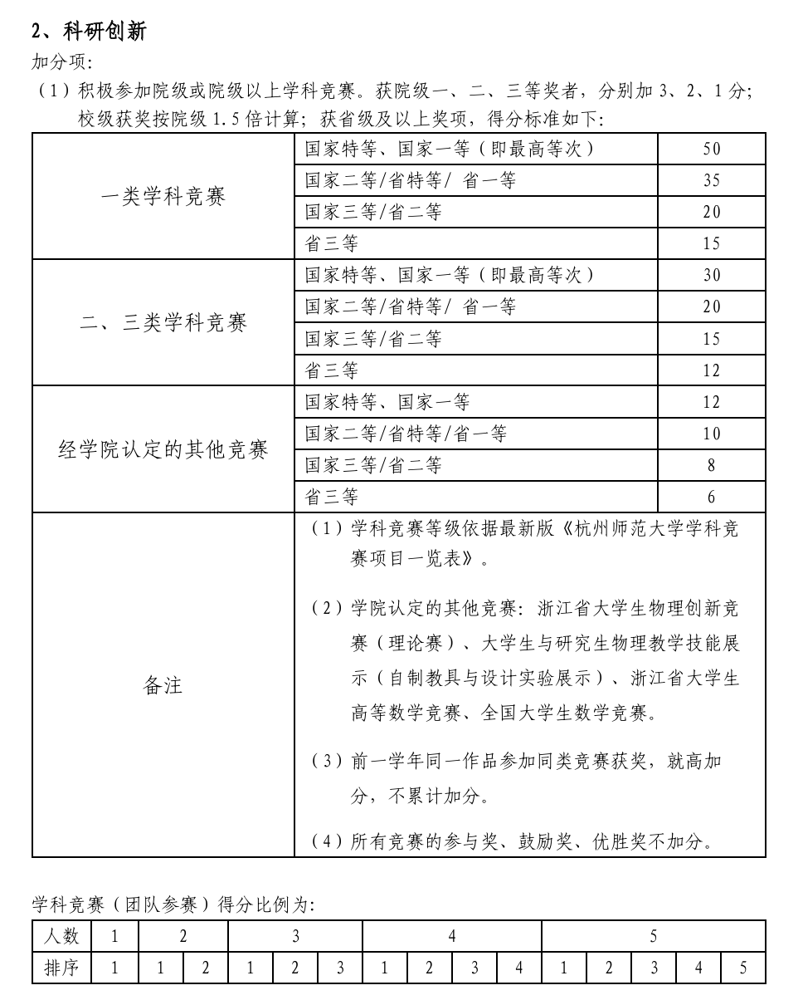 2、科研创新
加分项：
（1）积极参加院级或院级以上学科竞赛。获院级一、二、三等奖者，分别加 3、2、1 分；
校级获奖按院级 1.5 倍计算；获省级及以上奖项，得分标准如下：
一类学科竞赛
国家特等、国家一等（即最高等次） 50
国家二等/省特等/ 省一等 35
国家三等/省二等 20
省三等 15
二、三类学科竞赛
国家特等、国家一等（即最高等次） 30
国家二等/省特等/ 省一等 20
国家三等/省二等 15
省三等 12
经学院认定的其他竞赛
国家特等、国家一等 12
国家二等/省特等/省一等 10
国家三等/省二等 8
省三等 6
备注
（1）学科竞赛等级依据最新版《杭州师范大学学科竞
赛项目一览表》。
（2）学院认定的其他竞赛：浙江省大学生物理创新竞
赛（理论赛）、大学生与研究生物理教学技能展
示（自制教具与设计实验展示）、浙江省大学生
高等数学竞赛、全国大学生数学竞赛。
（3）前一学年同一作品参加同类竞赛获奖，就高加
分，不累计加分。
（4）所有竞赛的参与奖、鼓励奖、优胜奖不加分。
学科竞赛（团队参赛）得分比例为：
人数 1 2 3 4 5
排序 1 1 2 1 2 3 1 2 3 4 1 2 3 4 5